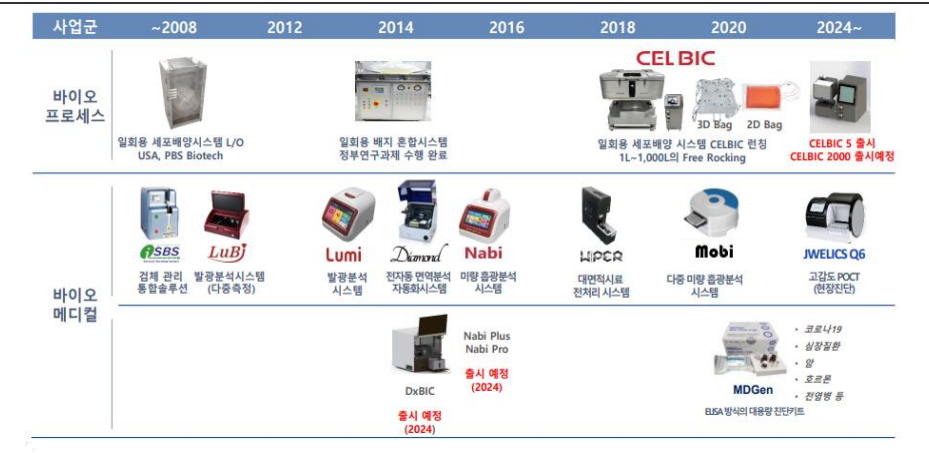 사업군 ~2008 2012 2014 2016 2018 2020 2024~
바이오
프로세스
일회용 세포배양시스템 L/O
USA, PBS Biotech
일회용 배지 혼합시스템
정부연구과제 수행 완료
CELBIC
3D Bag 2D Bag
일회용 세포배양 시스템 CELBIC 런칭
1L~1,000L의 Free Rocking
CELBIC 5 출시
CELBIC 2000 출시예정
바이오
메디컬
iSBS
검체 관리
통합솔루션
LuBi
발광분석시스템
(다중측정)
Lumi
발광분석
시스템
Diamond
전자동 면역분석
자동화시스템
Nabi
미량 흡광분석
시스템
WIPER
대면적시료
전처리 시스템
Mobi
다중 미량 흡광분석
시스템
JWELICS Q6
고감도 POCT
(현장진단)
DxBIC
출시 예정
(2024)
Nabi Plus
Nabi Pro
출시 예정
(2024)
MDGen
ELISA 방식의 대용량 진단키트
• 코로나19
• 심장질환
• 암
• 호르몬
• 전염병 등